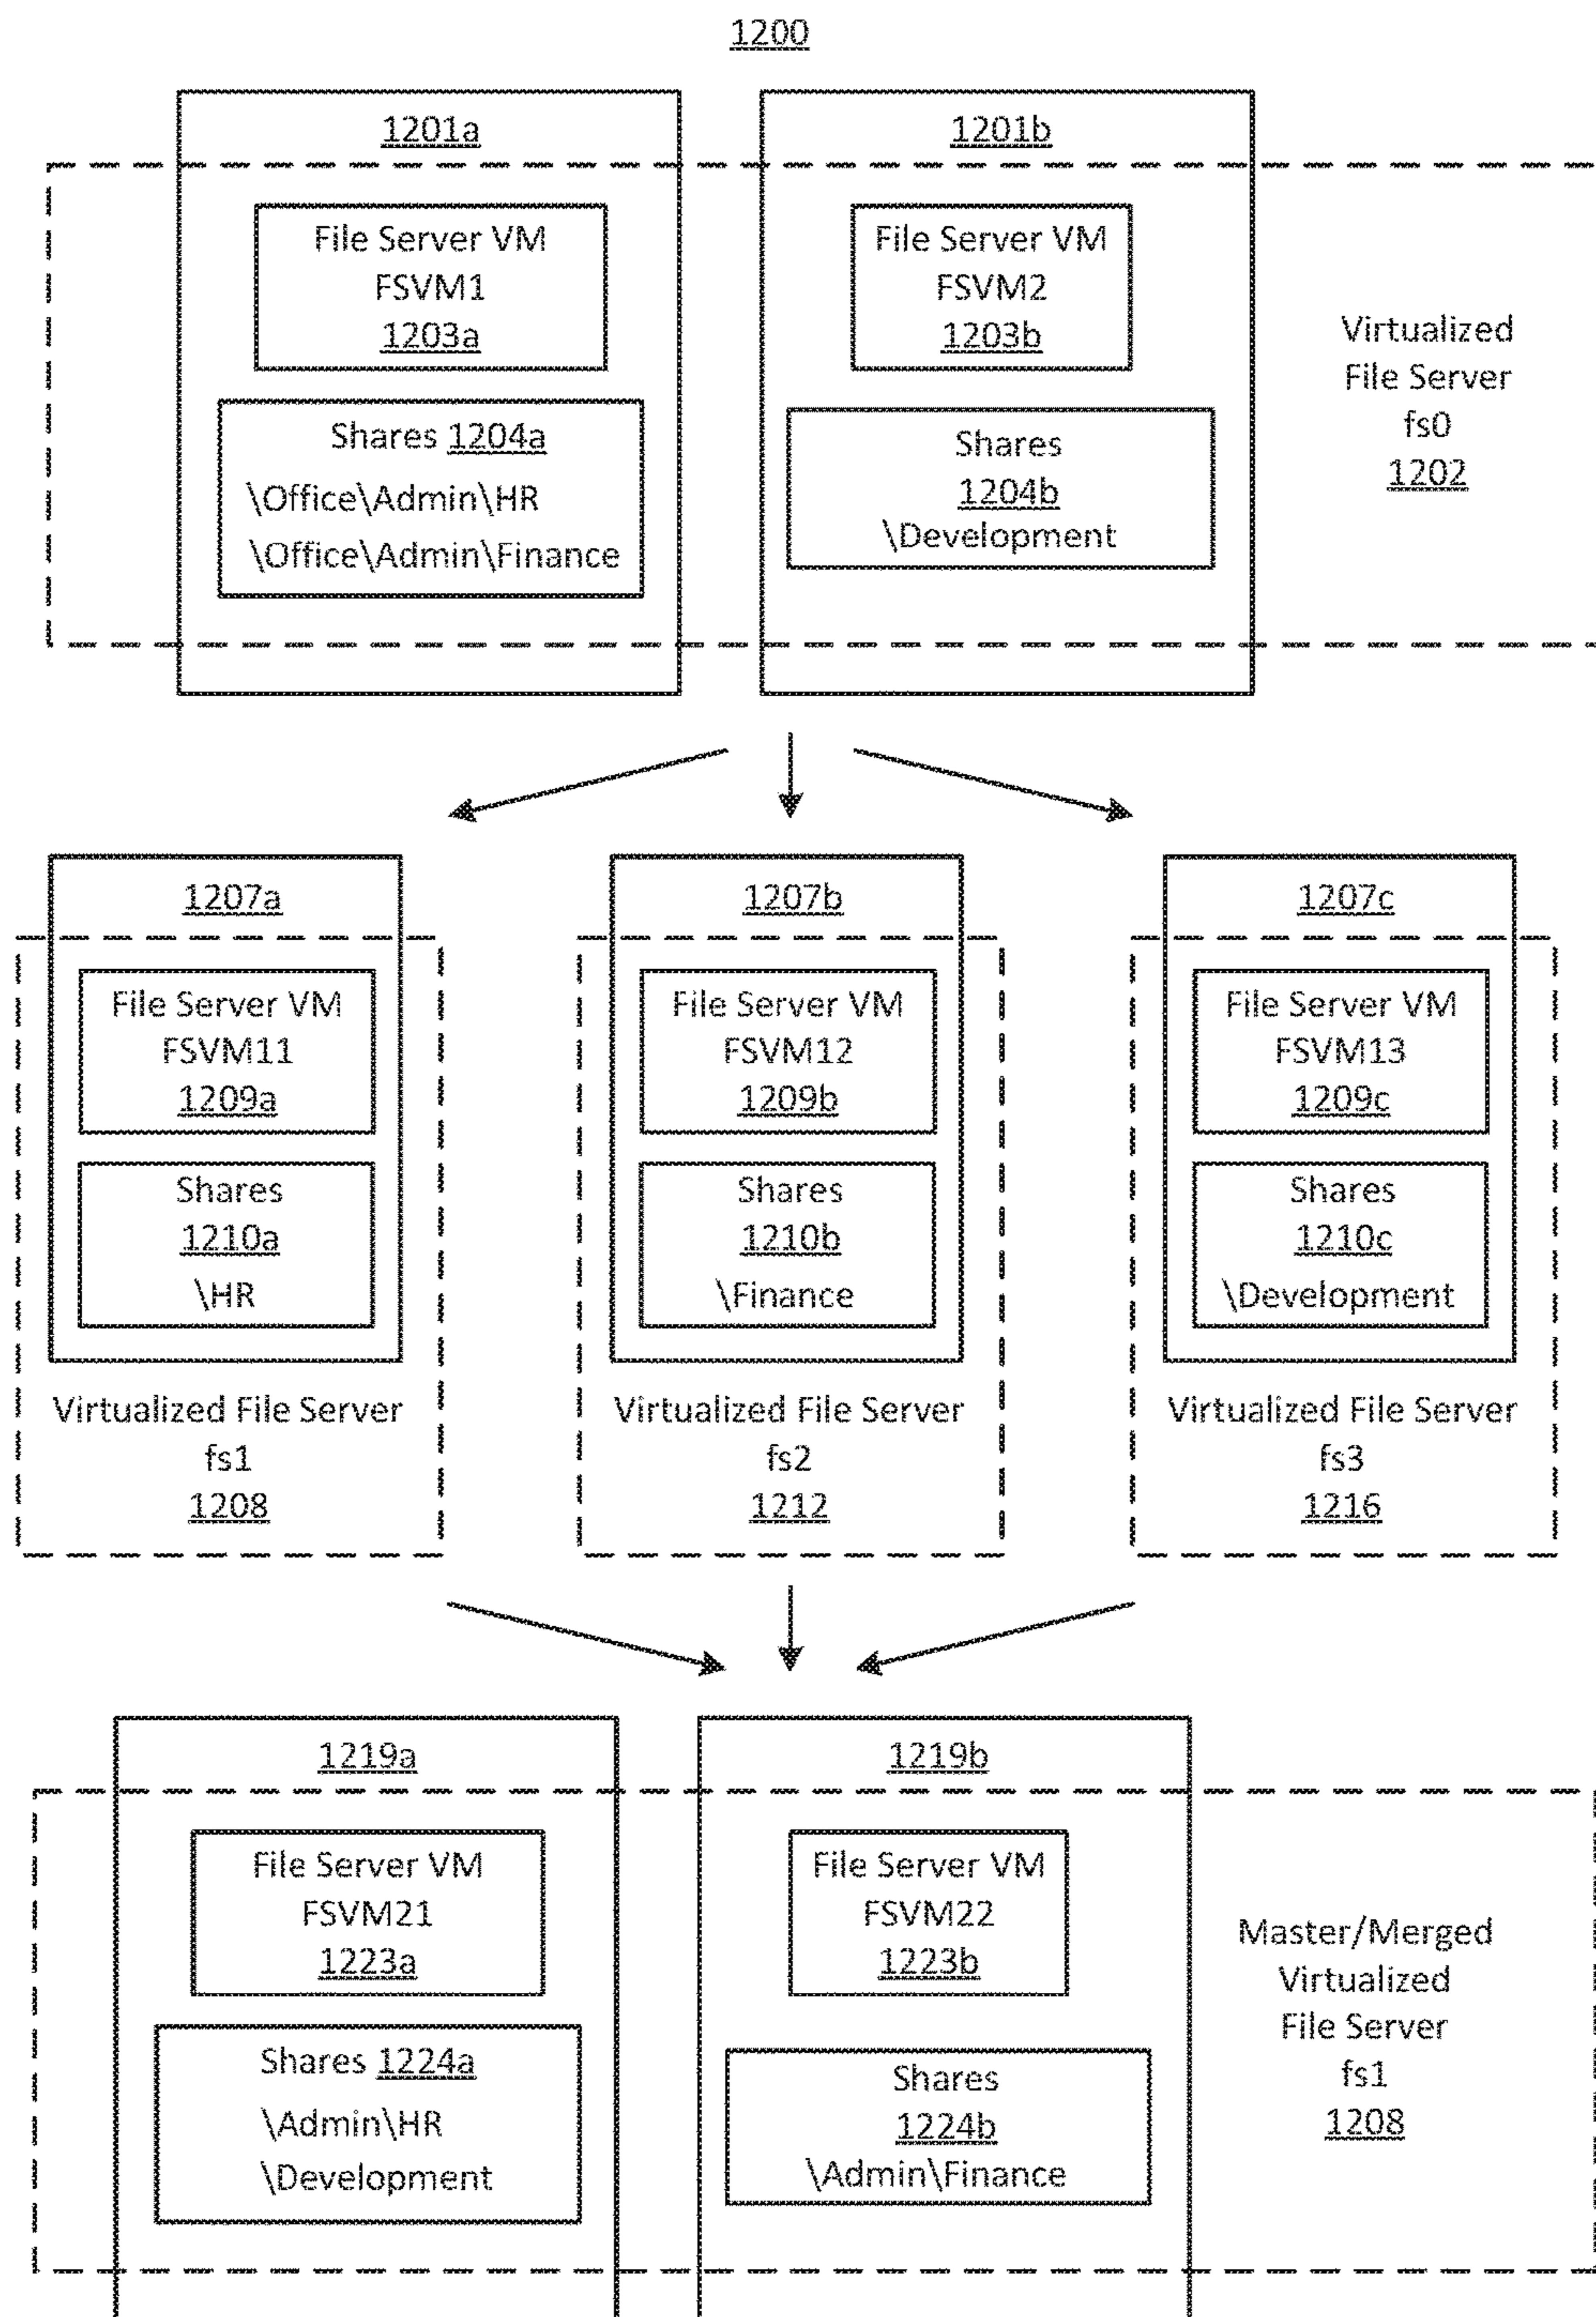 1200
1201a
1201b
File Server VM
FSVM1
1203a
Shares 1204a
\Office\Admin\HR
\Office\Admin\Finance
File Server VM
FSVM2
1203b
Shares
1204b
\Development
Virtualized
File Server
fs0
1202
1207a
File Server VM
FSVM11
1209a
Shares
1210a
\HR
Virtualized File Server
fs1
1208
1207b
File Server VM
FSVM12
1209b
Shares
1210b
\Finance
Virtualized File Server
fs2
1212
1207c
File Server VM
FSVM13
1209c
Shares
1210c
\Development
Virtualized File Server
fs3
1216
1219a
File Server VM
FSVM21
1223a
Shares 1224a
\Admin\HR
\Development
1219b
File Server VM
FSVM22
1223b
Shares
1224b
\Admin\Finance
Master/Merged
Virtualized
File Server
fs1
1208